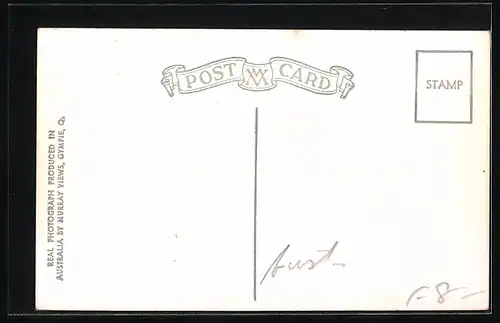 POST CARD
STAMP
REAL PHOTOGRAPH PRODUCED IN
AUSTRALIA BY MURRAY VIEWS, GYMPIE, Q.
Aust.
8-